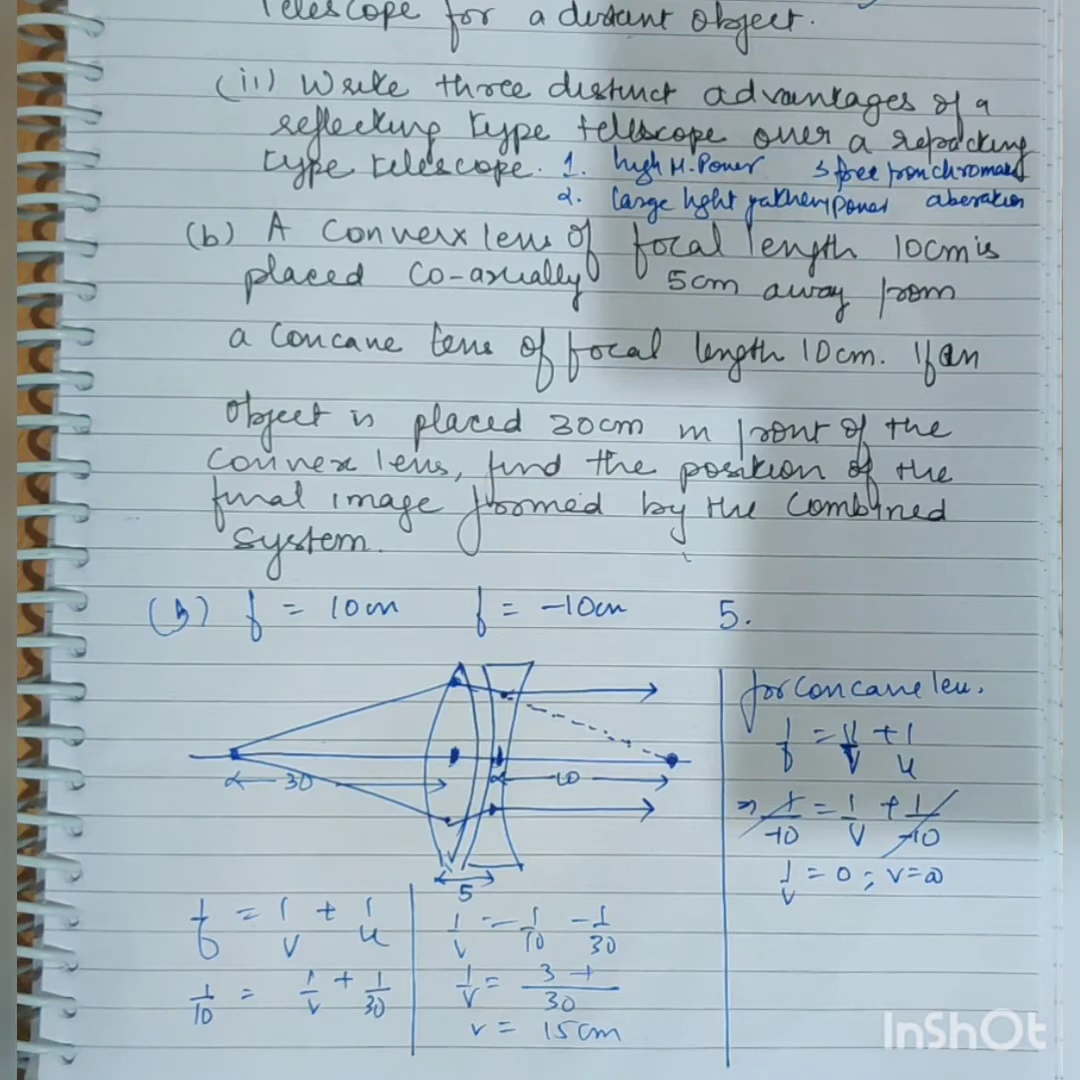 Telescope for a distant object.
(iii) Write three distinct advantages of a
reflecting type telescope over a refracting
type telescope. 1. high M. Power 3 free from chromatic
2. Large light gathering power aberation
(b) A Convex lens of focal length 10cm is
placed co-axially 5cm away from
a Concave lens of focal length 10cm. If an
object is placed 30cm in front of the
Convex lens, find the position of the
final image formed by the Combined
system.
(b) f = 10cm f = -10cm 5.
for Concave len.
1/f = 1/v + 1/u
⇒ 1/-10 = 1/v + 1/-10
1/v = 0 ; v = ∞
30
10
5
1/f = 1/v + 1/u
1/10 = 1/v + 1/30
1/v = 1/10 - 1/30
1/v = 3-1/30
v = 15cm
InShOt